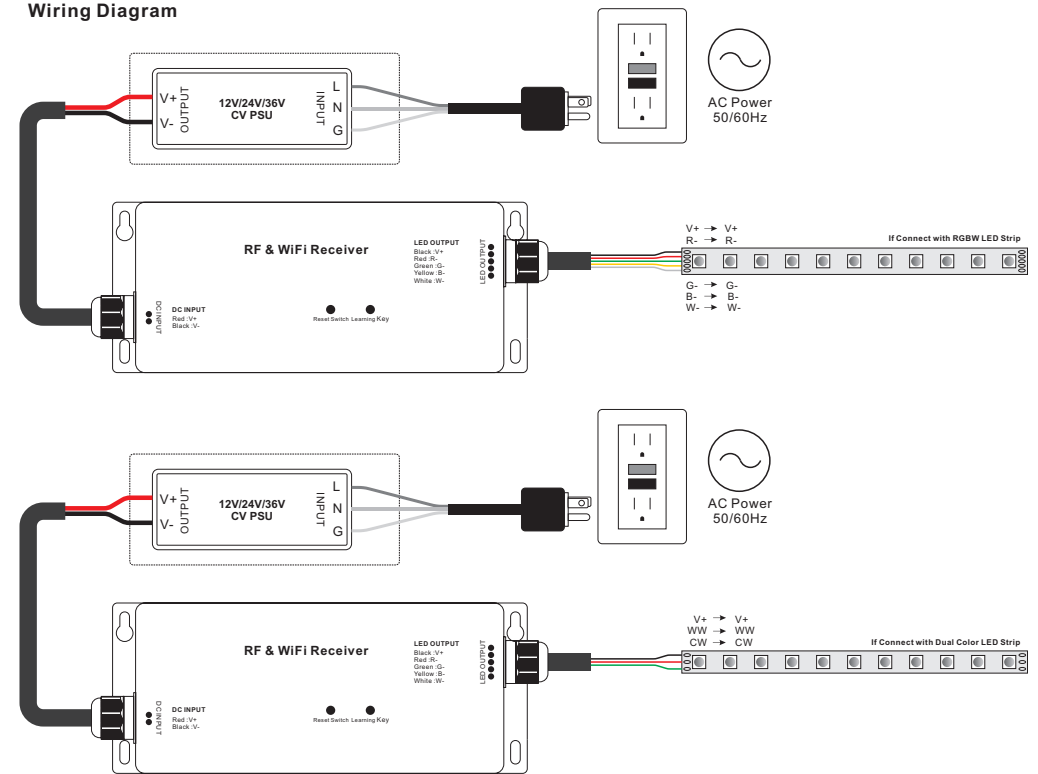 Wiring Diagram
V+
V-
OUTPUT
12V/24V/36V
CV PSU
INPUT
L
N
G
AC Power
50/60Hz
RF & WiFi Receiver
LED OUTPUT
Black :V+
Red :R-
Green :G-
Yellow :B-
White :W-
LED OUTPUT
DC INPUT
DC INPUT
Red :V+
Black :V-
Reset Switch Learning Key
V+ → V+
R- → R-
If Connect with RGBW LED Strip
G- → G-
B- → B-
W- → W-
V+
V-
OUTPUT
12V/24V/36V
CV PSU
INPUT
L
N
G
AC Power
50/60Hz
RF & WiFi Receiver
LED OUTPUT
Black :V+
Red :R-
Green :G-
Yellow :B-
White :W-
LED OUTPUT
DC INPUT
DC INPUT
Red :V+
Black :V-
Reset Switch Learning Key
V+ → V+
WW → WW
CW → CW
If Connect with Dual Color LED Strip